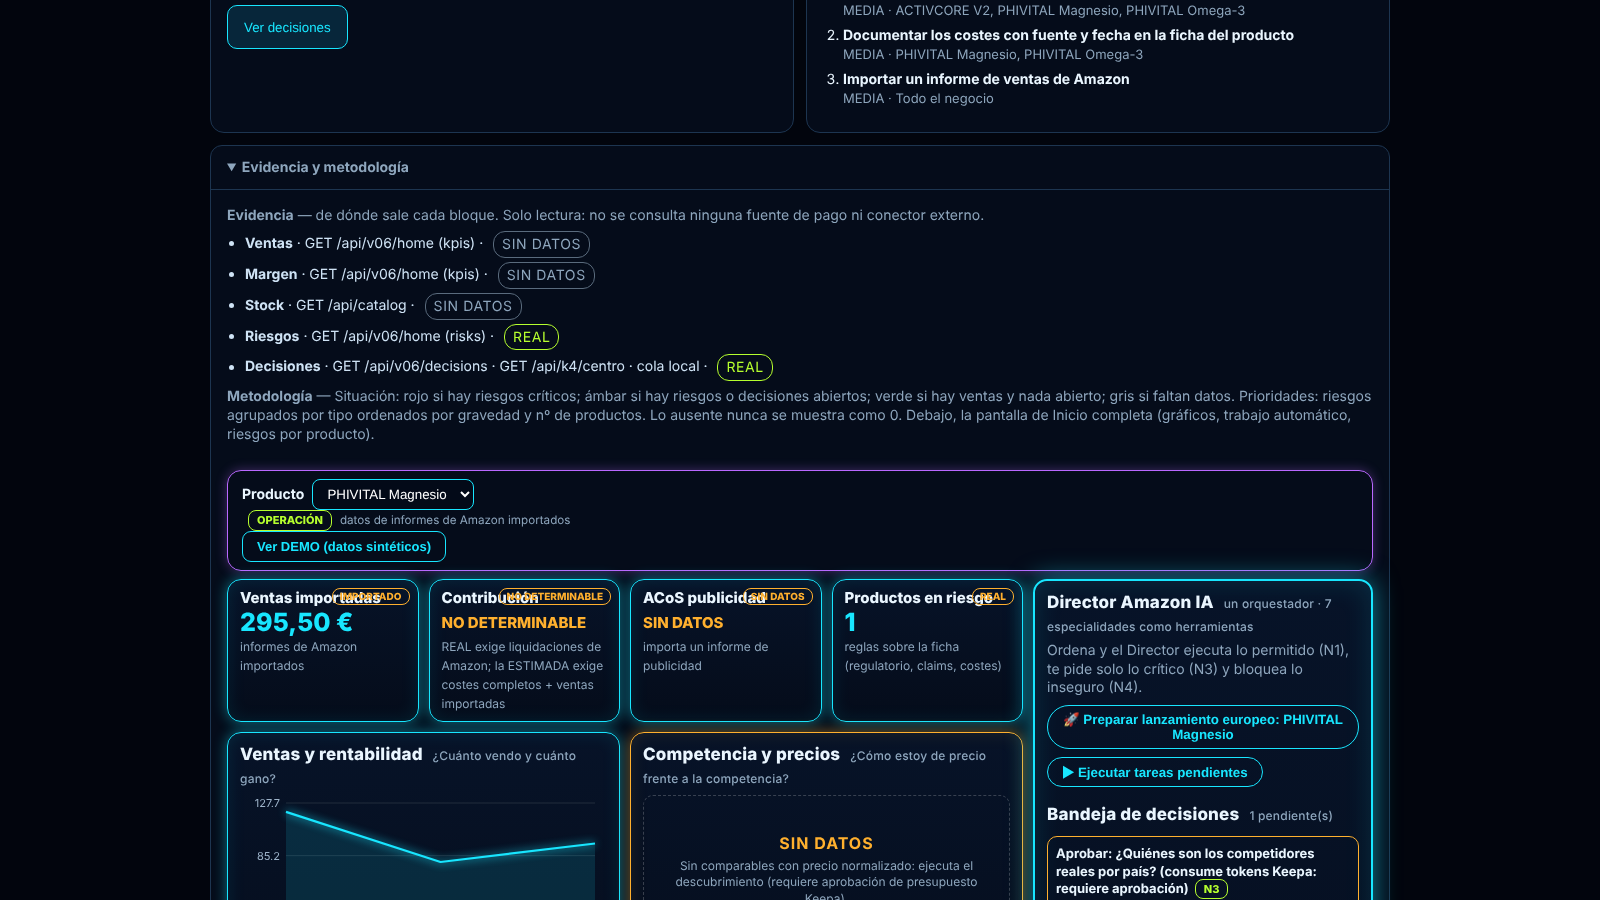 Ver decisiones
MEDIA · ACTIVCORE V2, PHIVITAL Magnesio, PHIVITAL Omega-3
2. Documentar los costes con fuente y fecha en la ficha del producto
MEDIA · PHIVITAL Magnesio, PHIVITAL Omega-3
3. Importar un informe de ventas de Amazon
MEDIA · Todo el negocio
▼ Evidencia y metodología
Evidencia — de dónde sale cada bloque. Solo lectura: no se consulta ninguna fuente de pago ni conector externo.
• Ventas · GET /api/v06/home (kpis) · SIN DATOS
• Margen · GET /api/v06/home (kpis) · SIN DATOS
• Stock · GET /api/catalog · SIN DATOS
• Riesgos · GET /api/v06/home (risks) · REAL
• Decisiones · GET /api/v06/decisions · GET /api/k4/centro · cola local · REAL
Metodología — Situación: rojo si hay riesgos críticos; ámbar si hay riesgos o decisiones abiertos; verde si hay ventas y nada abierto; gris si faltan datos. Prioridades: riesgos
agrupados por tipo ordenados por gravedad y nº de productos. Lo ausente nunca se muestra como 0. Debajo, la pantalla de Inicio completa (gráficos, trabajo automático,
riesgos por producto).
Producto PHIVITAL Magnesio
OPERACIÓN datos de informes de Amazon importados
Ver DEMO (datos sintéticos)
Ventas importadas IMPORTADO
295,50 €
informes de Amazon
importados
Contribución NO DETERMINABLE
NO DETERMINABLE
REAL exige liquidaciones de
Amazon; la ESTIMADA exige
costes completos + ventas
importadas
ACoS publicidad SIN DATOS
SIN DATOS
importa un informe de
publicidad
Productos en riesgo REAL
1
reglas sobre la ficha
(regulatorio, claims, costes)
Director Amazon IA un orquestador · 7
especialidades como herramientas
Ordena y el Director ejecuta lo permitido (N1),
te pide solo lo crítico (N3) y bloquea lo
inseguro (N4).
🚀 Preparar lanzamiento europeo: PHIVITAL
Magnesio
▶ Ejecutar tareas pendientes
Bandeja de decisiones 1 pendiente(s)
Aprobar: ¿Quiénes son los competidores
reales por país? (consume tokens Keepa:
requiere aprobación) N3
Ventas y rentabilidad ¿Cuánto vendo y cuánto
gano?
127.7
85.2
Competencia y precios ¿Cómo estoy de precio
frente a la competencia?
SIN DATOS
Sin comparables con precio normalizado: ejecuta el
descubrimiento (requiere aprobación de presupuesto
Keepa)